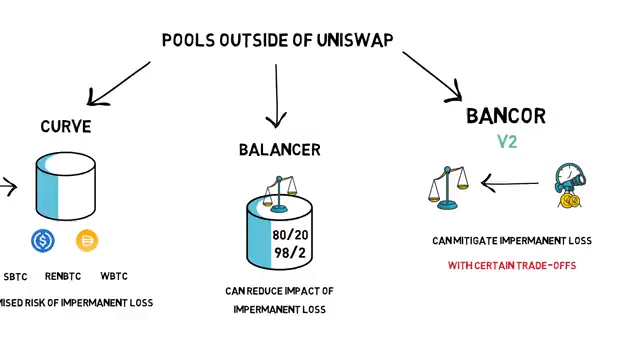 POOLS OUTSIDE OF UNISWAP
CURVE
SBTC RENBTC WBTC
MISED RISK OF IMPERMANENT LOSS
BALANCER
80/20
98/2
CAN REDUCE IMPACT OF
IMPERMANENT LOSS
BANCOR
V2
CAN MITIGATE IMPERMANENT LOSS
WITH CERTAIN TRADE-OFFS